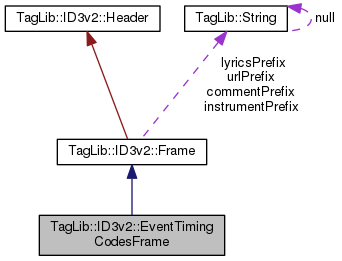 TagLib::ID3v2::Header
TagLib::String
null
lyricsPrefix
urlPrefix
commentPrefix
instrumentPrefix
TagLib::ID3v2::Frame
TagLib::ID3v2::EventTiming
CodesFrame